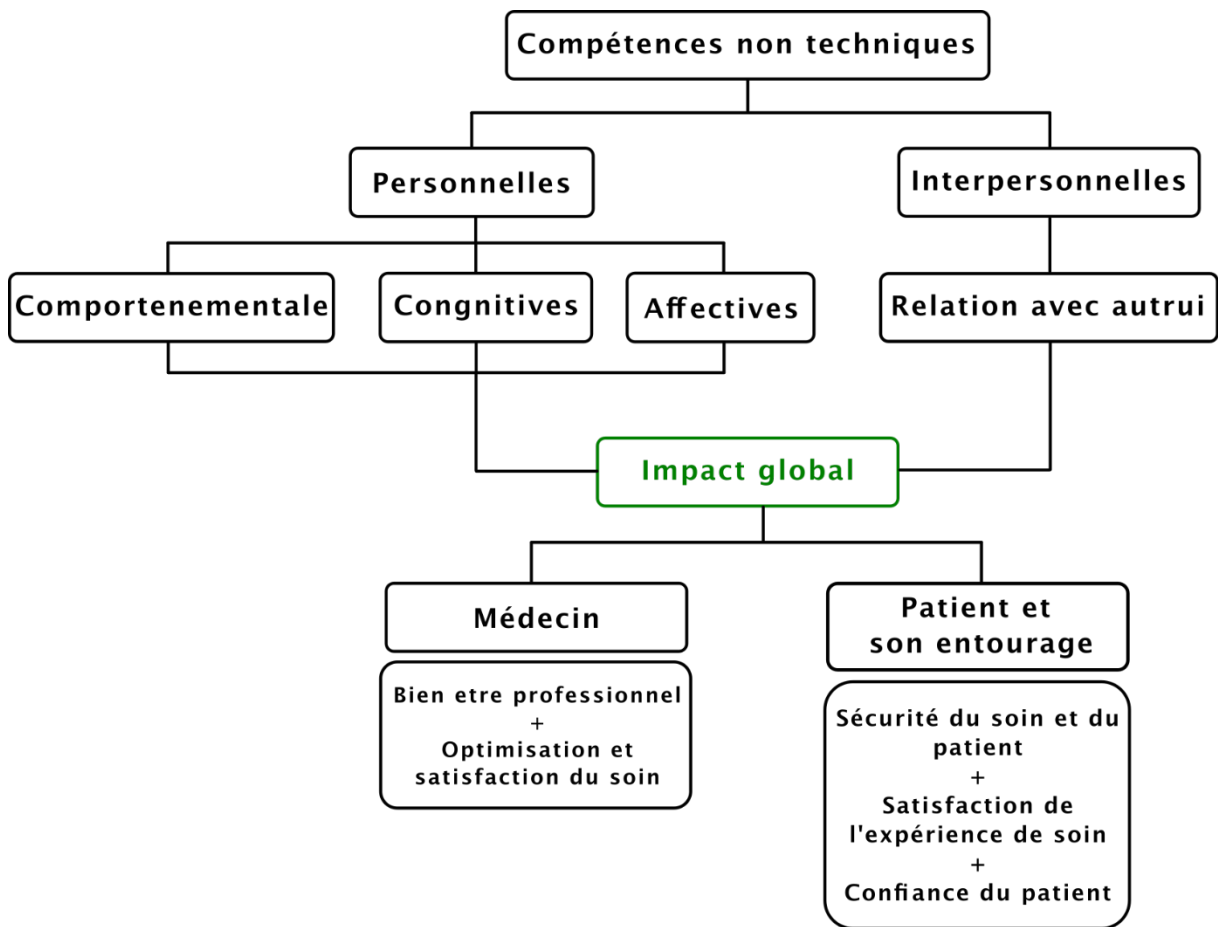 Compétences non techniques
Personnelles
Interpersonnelles
Comportenementale
Congnitives
Affectives
Relation avec autrui
Impact global
Médecin
Patient et
son entourage
Bien etre professionnel
+
Optimisation et
satisfaction du soin
Sécurité du soin et du
patient
+
Satisfaction de
l'expérience de soin
+
Confiance du patient